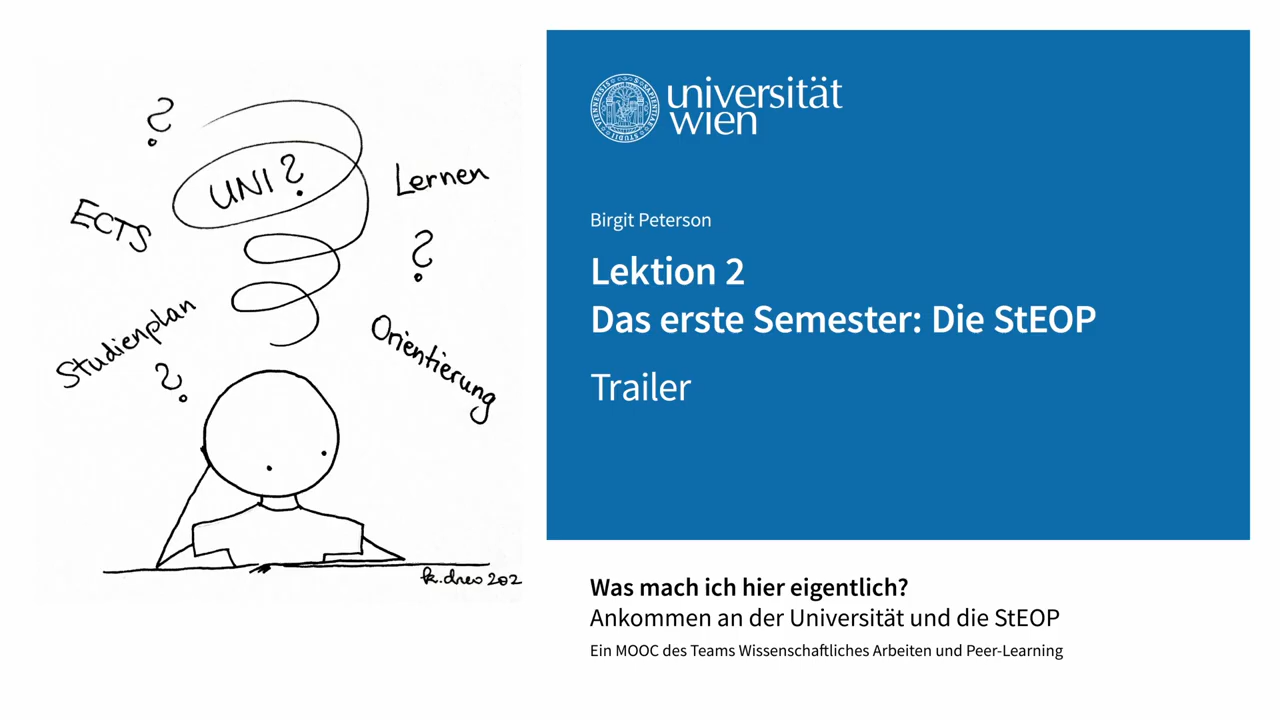 ?
UNI?
Lernen
ECTS
?
Studienplan
?
Orientierung
k.drew 202
universität
wien
Birgit Peterson
Lektion 2
Das erste Semester: Die StEOP
Trailer
Was mach ich hier eigentlich?
Ankommen an der Universität und die StEOP
Ein MOOC des Teams Wissenschaftliches Arbeiten und Peer-Learning